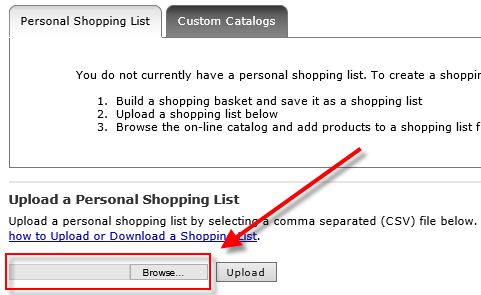 Personal Shopping List Custom Catalogs
You do not currently have a personal shopping list. To create a
1. Build a shopping basket and save it as a shopping list
2. Upload a shopping list below
3. Browse the on-line catalog and add products to a shopping list
Upload a Personal Shopping List
Upload a personal shopping list by selecting a comma separated (CSV) file below.
how to Upload or Download a Shopping List.
Browse... Upload